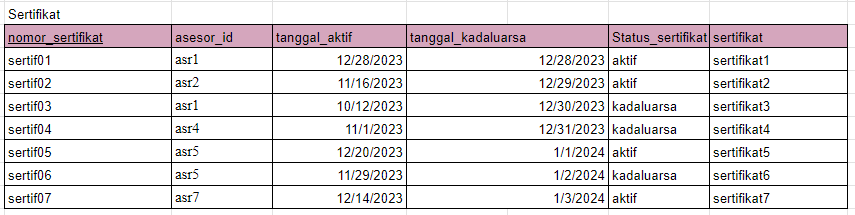 Sertifikat
nomor_sertifikat asesor_id tanggal_aktif tanggal_kadaluarsa Status_sertifikat sertifikat
sertif01 asr1 12/28/2023 12/28/2023 aktif sertifikat1
sertif02 asr2 11/16/2023 12/29/2023 aktif sertifikat2
sertif03 asr1 10/12/2023 12/30/2023 kadaluarsa sertifikat3
sertif04 asr4 11/1/2023 12/31/2023 kadaluarsa sertifikat4
sertif05 asr5 12/20/2023 1/1/2024 aktif sertifikat5
sertif06 asr5 11/29/2023 1/2/2024 kadaluarsa sertifikat6
sertif07 asr7 12/14/2023 1/3/2024 aktif sertifikat7